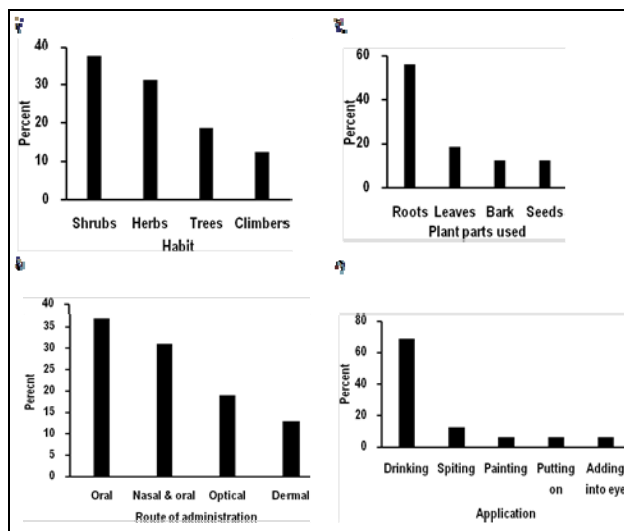 40
30
20
10
0
Percent
Shrubs Herbs Trees Climbers
Habit
60
40
20
0
Percent
Roots Leaves Bark Seeds
Plant parts used
40
35
30
25
20
15
10
5
0
Perecnt
Oral Nasal & oral Optical Dermal
Route of administration
80
60
40
20
0
Percent
Drinking Spiting Painting Putting Adding
on into eye
Application